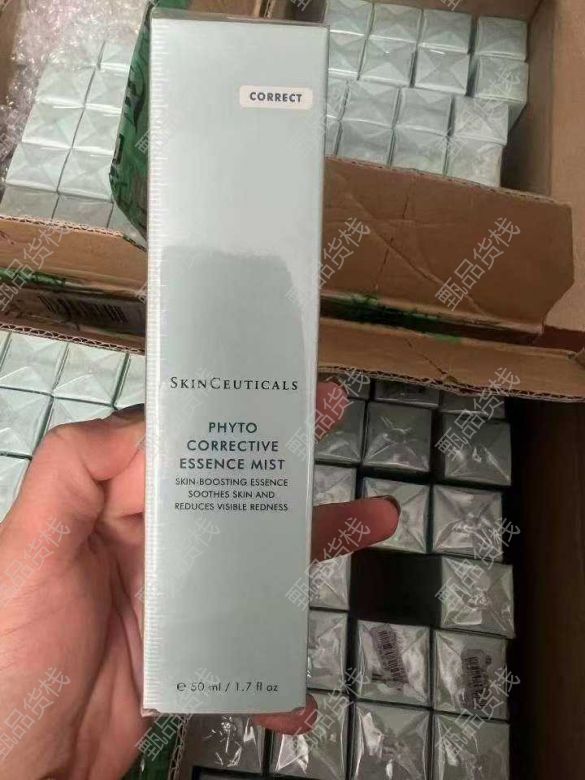 CORRECT
SKINCEUTICALS
PHYTO
CORRECTIVE
ESSENCE MIST
SKIN-BOOSTING ESSENCE
SOOTHES SKIN AND
REDUCES VISIBLE REDNESS
℮ 50 ml / 1.7 fl oz
甄品货栈